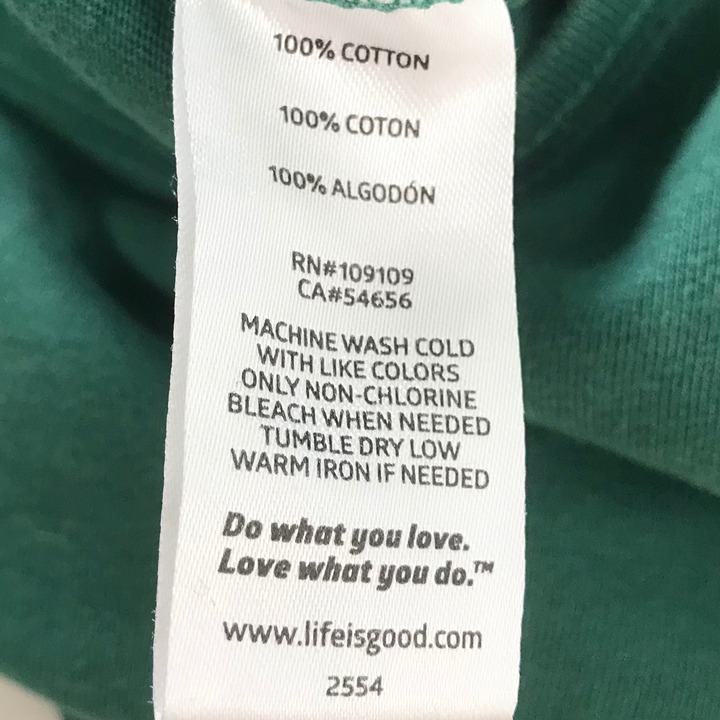 100% COTTON
100% COTON
100% ALGODÓN
RN#109109
CA#54656
MACHINE WASH COLD
WITH LIKE COLORS
ONLY NON-CHLORINE
BLEACH WHEN NEEDED
TUMBLE DRY LOW
WARM IRON IF NEEDED
Do what you love.
Love what you do.™
www.lifeisgood.com
2554